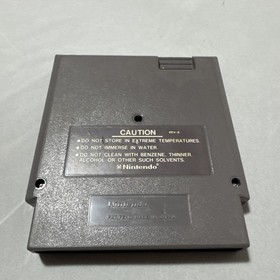 CAUTION
• DO NOT STORE IN EXTREME TEMPERATURES.
• DO NOT IMMERSE IN WATER.
• DO NOT CLEAN WITH BENZENE, THINNER,
ALCOHOL OR OTHER SUCH SOLVENTS.
Nintendo
Nintendo